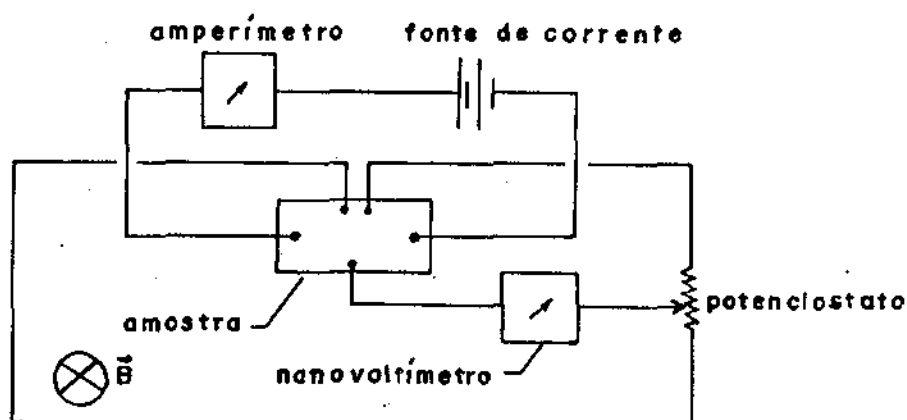 amperímetro
fonte de corrente
potenciostato
amostra
B
nanovoltímetro